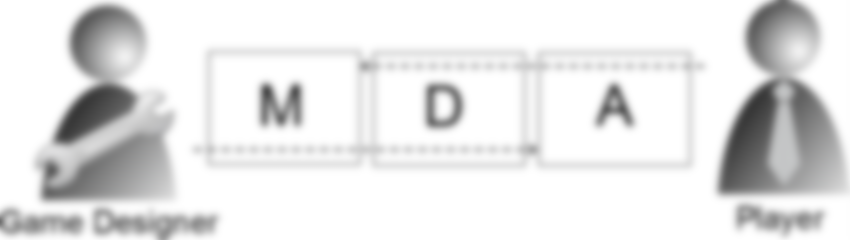 M D A
Game Designer
Player